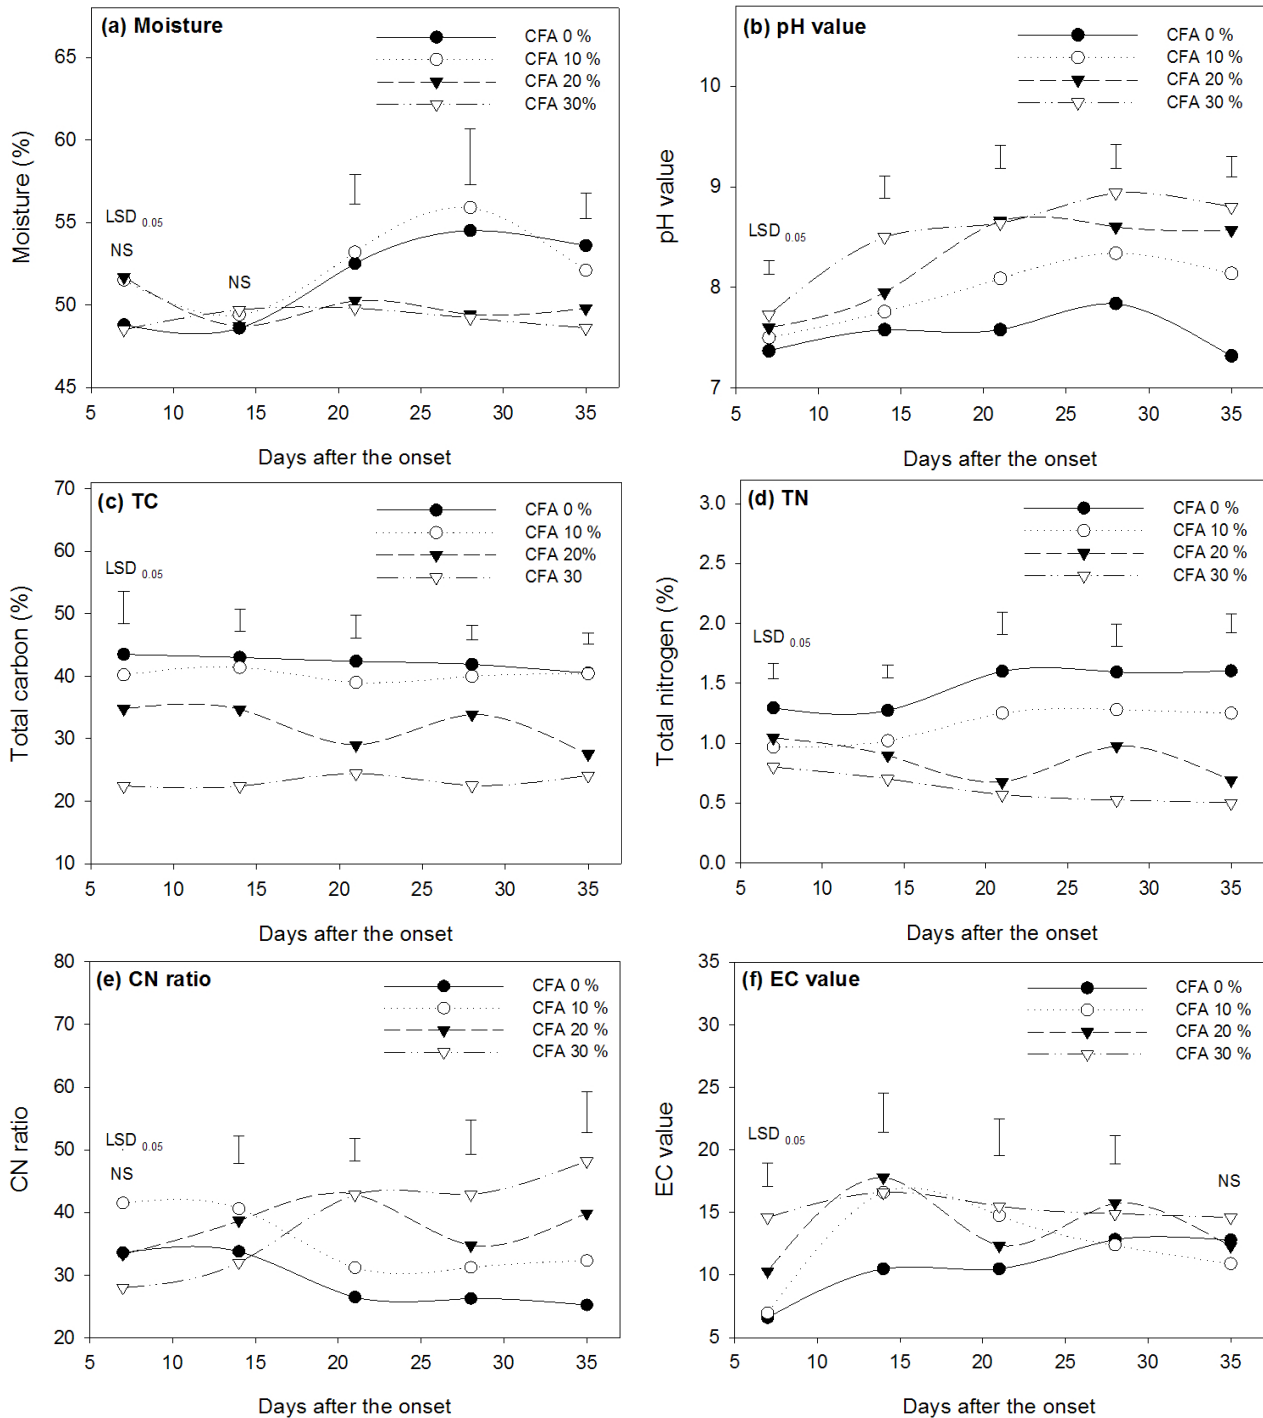 (a) Moisture
CFA 0 %
CFA 10 %
CFA 20 %
CFA 30%
65
60
55
50
45
Moisture (%)
LSD 0.05
NS
NS
5 10 15 20 25 30 35
Days after the onset
(b) pH value
CFA 0 %
CFA 10 %
CFA 20 %
CFA 30 %
10
9
8
7
pH value
LSD 0.05
5 10 15 20 25 30 35
Days after the onset
(c) TC
CFA 0 %
CFA 10 %
CFA 20%
CFA 30
70
60
50
40
30
20
10
Total carbon (%)
LSD 0.05
5 10 15 20 25 30 35
Days after the onset
(d) TN
CFA 0 %
CFA 10 %
CFA 20 %
CFA 30 %
3.0
2.5
2.0
1.5
1.0
0.5
0.0
Total nitrogen (%)
LSD 0.05
5 10 15 20 25 30 35
Days after the onset
(e) CN ratio
CFA 0 %
CFA 10 %
CFA 20 %
CFA 30 %
80
70
60
50
40
30
20
CN ratio
LSD 0.05
NS
5 10 15 20 25 30 35
Days after the onset
(f) EC value
CFA 0 %
CFA 10 %
CFA 20 %
CFA 30 %
35
30
25
20
15
10
5
EC value
LSD 0.05
NS
5 10 15 20 25 30 35
Days after the onset